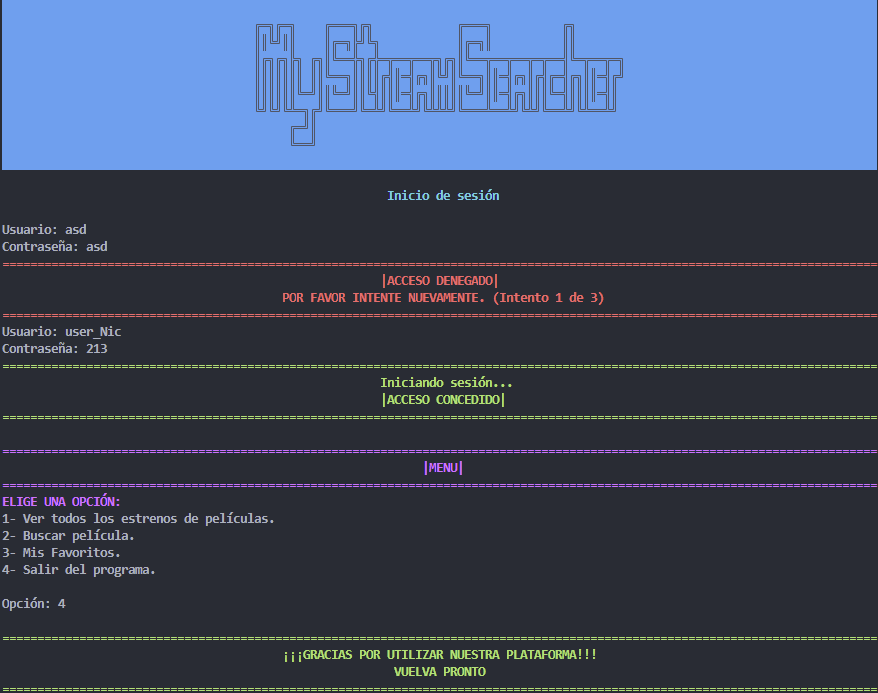 MyStreamSearcher
Inicio de sesión
Usuario: asd
Contraseña: asd
|ACCESO DENEGADO|
POR FAVOR INTENTE NUEVAMENTE. (Intento 1 de 3)
Usuario: user_Nic
Contraseña: 213
Iniciando sesión...
|ACCESO CONCEDIDO|
|MENU|
ELIGE UNA OPCIÓN:
1- Ver todos los estrenos de películas.
2- Buscar película.
3- Mis Favoritos.
4- Salir del programa.
Opción: 4
¡¡¡GRACIAS POR UTILIZAR NUESTRA PLATAFORMA!!!
VUELVA PRONTO